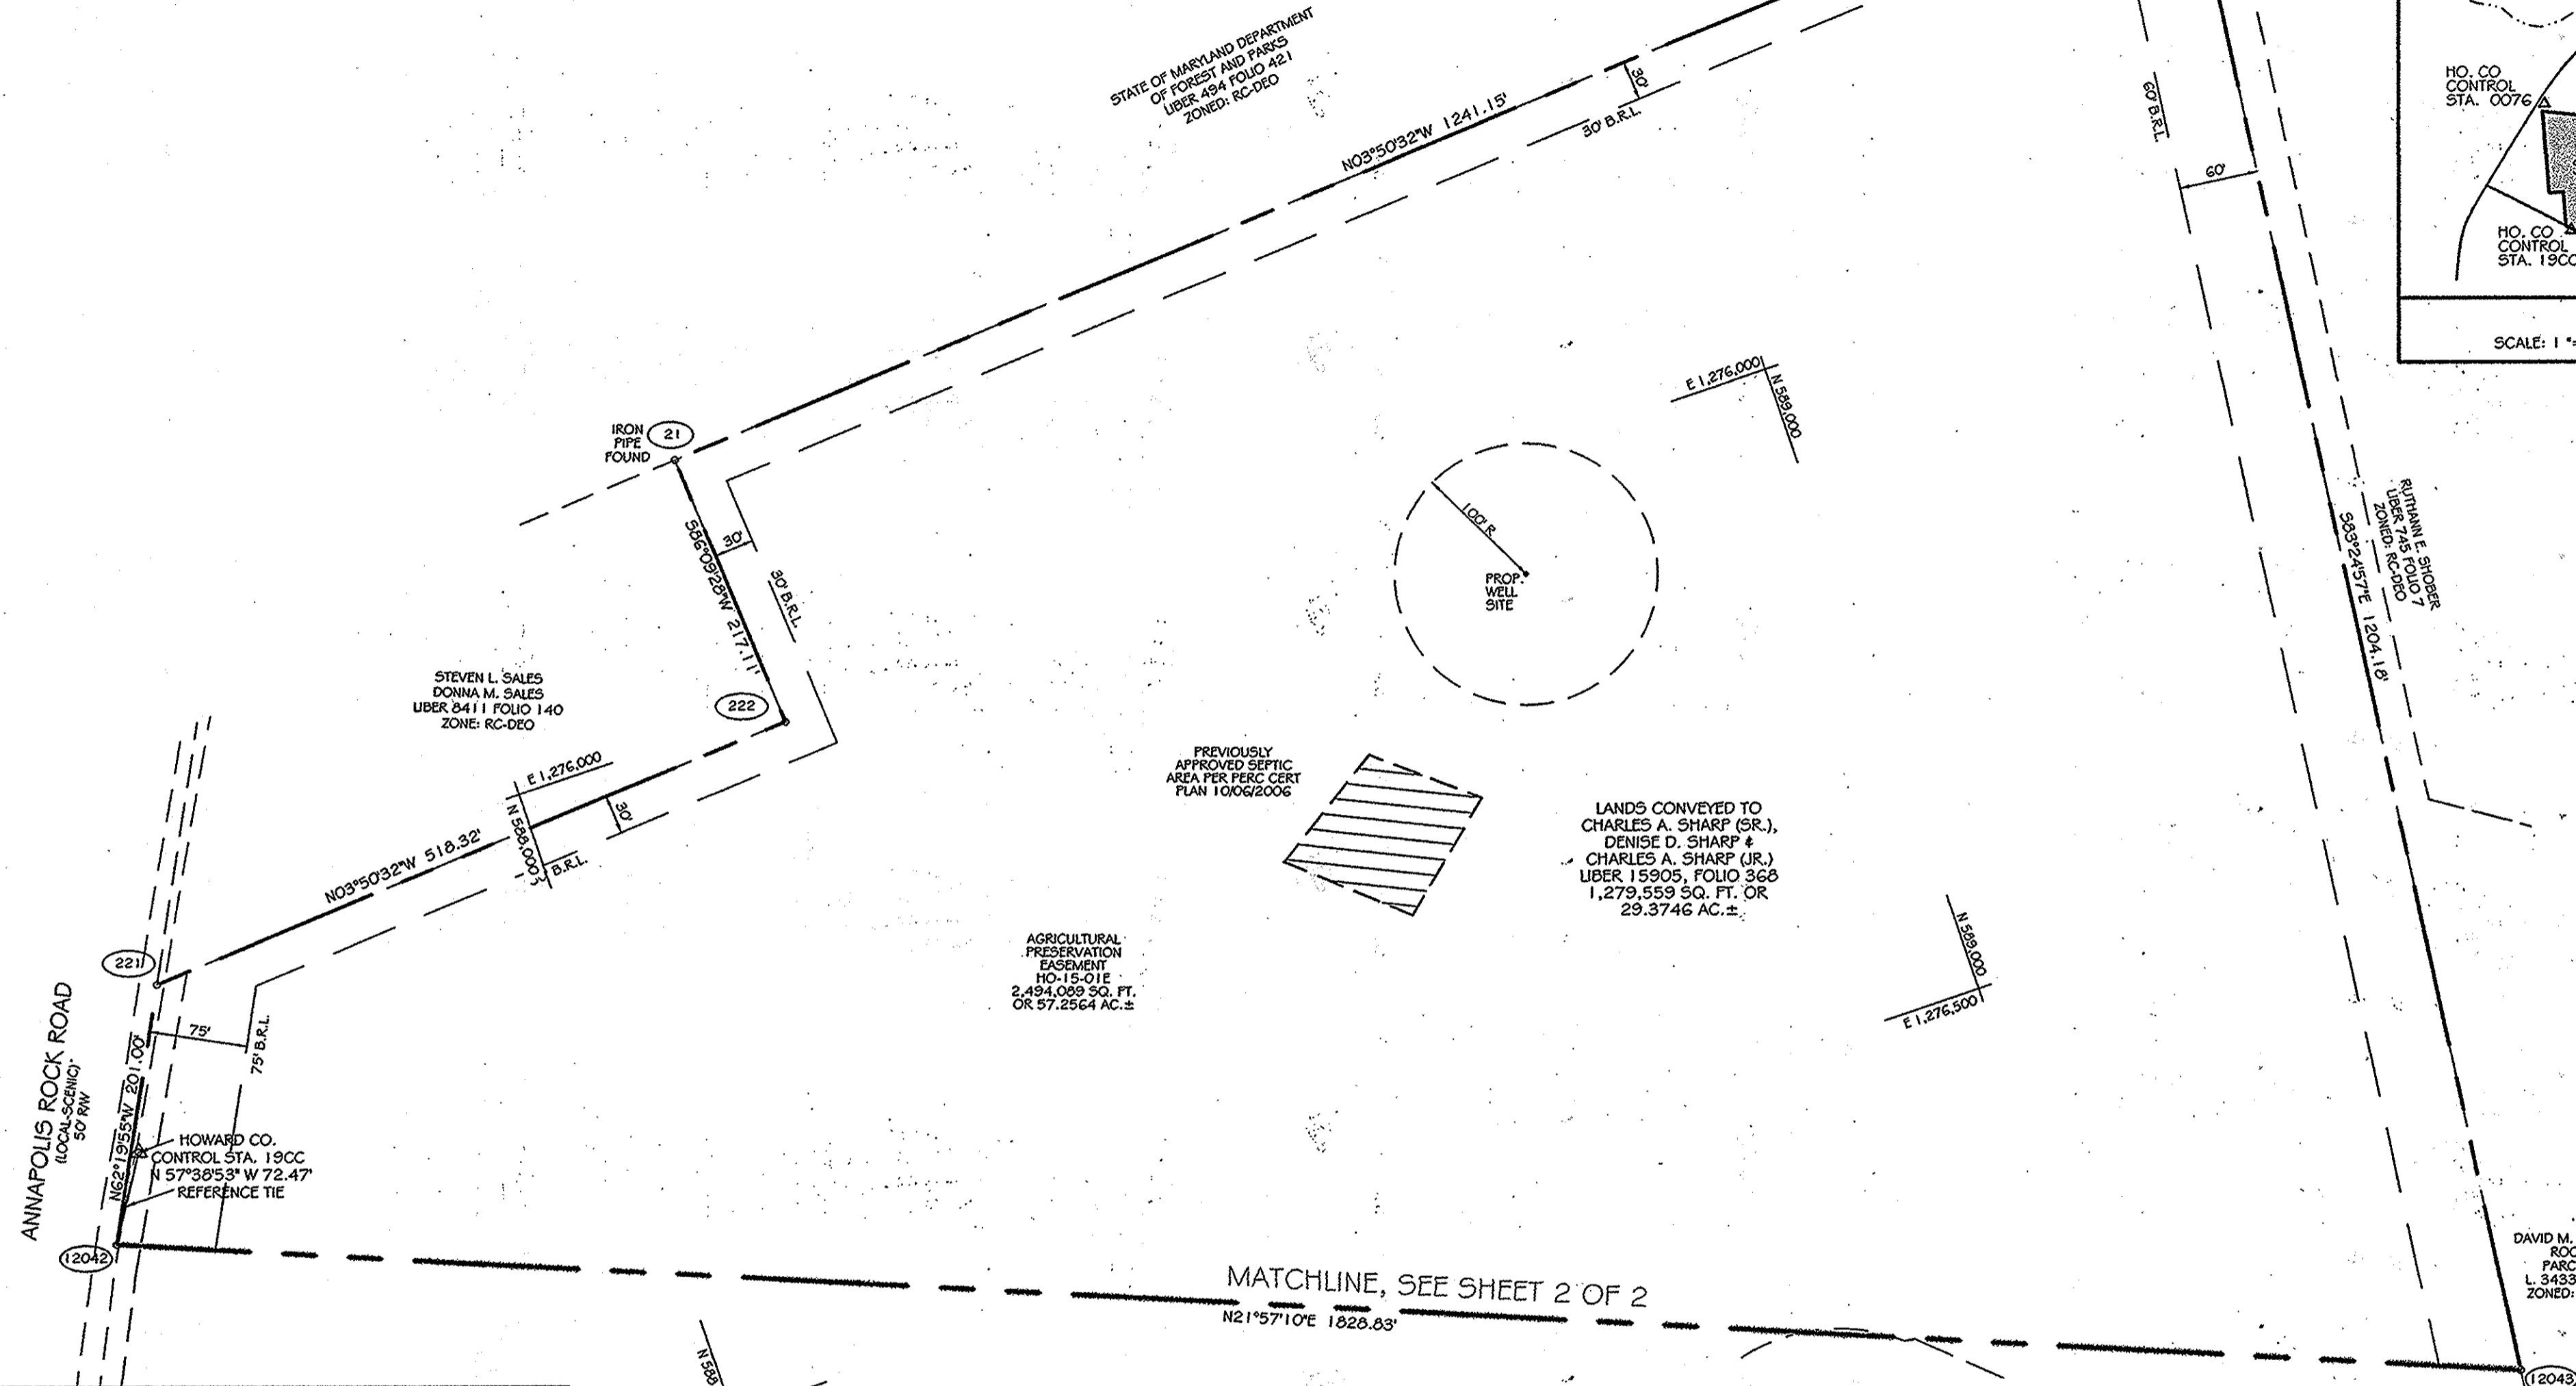 STATE OF MARYLAND DEPARTMENT
OF FOREST AND PARKS
LIBER 494 FOLIO 421
ZONED: RC-DEO
N03°50'32"W 1241.15'
30'
30' B.R.L.
60' B.R.L.
60'
HO. CO
CONTROL
STA. 0076
HO. CO
CONTROL
STA. 19CC
SCALE: 1 "=
IRON
PIPE
FOUND
21
E 1,276,000
N 589,000
S86°09'28"W 217.11'
30'
30' B.R.L.
100' R
PROP.
WELL
SITE
RUTHANN E. SHOBER
LIBER 745 FOLIO 7
ZONED: RC-DEO
S83°24'57"E 1204.18'
STEVEN L. SALES
DONNA M. SALES
LIBER 8411 FOLIO 140
ZONE: RC-DEO
222
E 1,276,000
N 588,000
30'
B.R.L.
N03°50'32"W 518.32'
PREVIOUSLY
APPROVED SEPTIC
AREA PER PERC CERT
PLAN 10/06/2006
LANDS CONVEYED TO
CHARLES A. SHARP (SR.),
DENISE D. SHARP &
CHARLES A. SHARP (JR.)
LIBER 15905, FOLIO 368
1,279,559 SQ. FT. OR
29.3746 AC.±
AGRICULTURAL
PRESERVATION
EASEMENT
HO-15-01E
2,494,089 SQ. FT.
OR 57.2564 AC.±
N 589,000
E 1,276,500
221
ANNAPOLIS ROCK ROAD
(LOCAL-SCENIC)
50' R/W
75'
75' B.R.L.
N62°19'55"W 201.00'
HOWARD CO.
CONTROL STA. 19CC
N 57°38'53" W 72.47'
REFERENCE TIE
12042
MATCHLINE, SEE SHEET 2 OF 2
N21°57'10"E 1828.83'
N 588
DAVID M.
ROC
PARC
L. 3433
ZONED:
12043